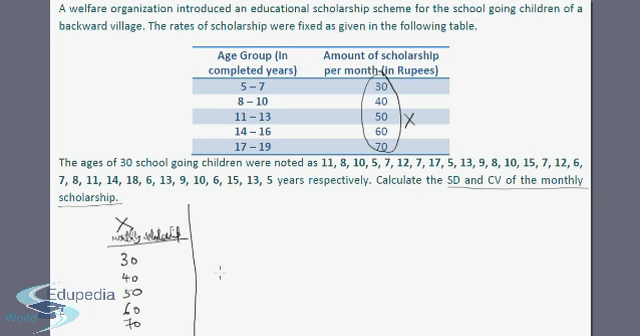 A welfare organization introduced an educational scholarship scheme for the school going children of a
backward village. The rates of scholarship were fixed as given in the following table.
Age Group (in completed years) Amount of scholarship per month (in Rupees)
5 – 7 30
8 – 10 40
11 – 13 50 X
14 – 16 60
17 – 19 70
The ages of 30 school going children were noted as 11, 8, 10, 5, 7, 12, 7, 17, 5, 13, 9, 8, 10, 15, 7, 12, 6,
7, 8, 11, 14, 18, 6, 13, 9, 10, 6, 15, 13, 5 years respectively. Calculate the SD and CV of the monthly
scholarship.
X
monthly scholarship
30
40
50
60
70
Edupedia
World